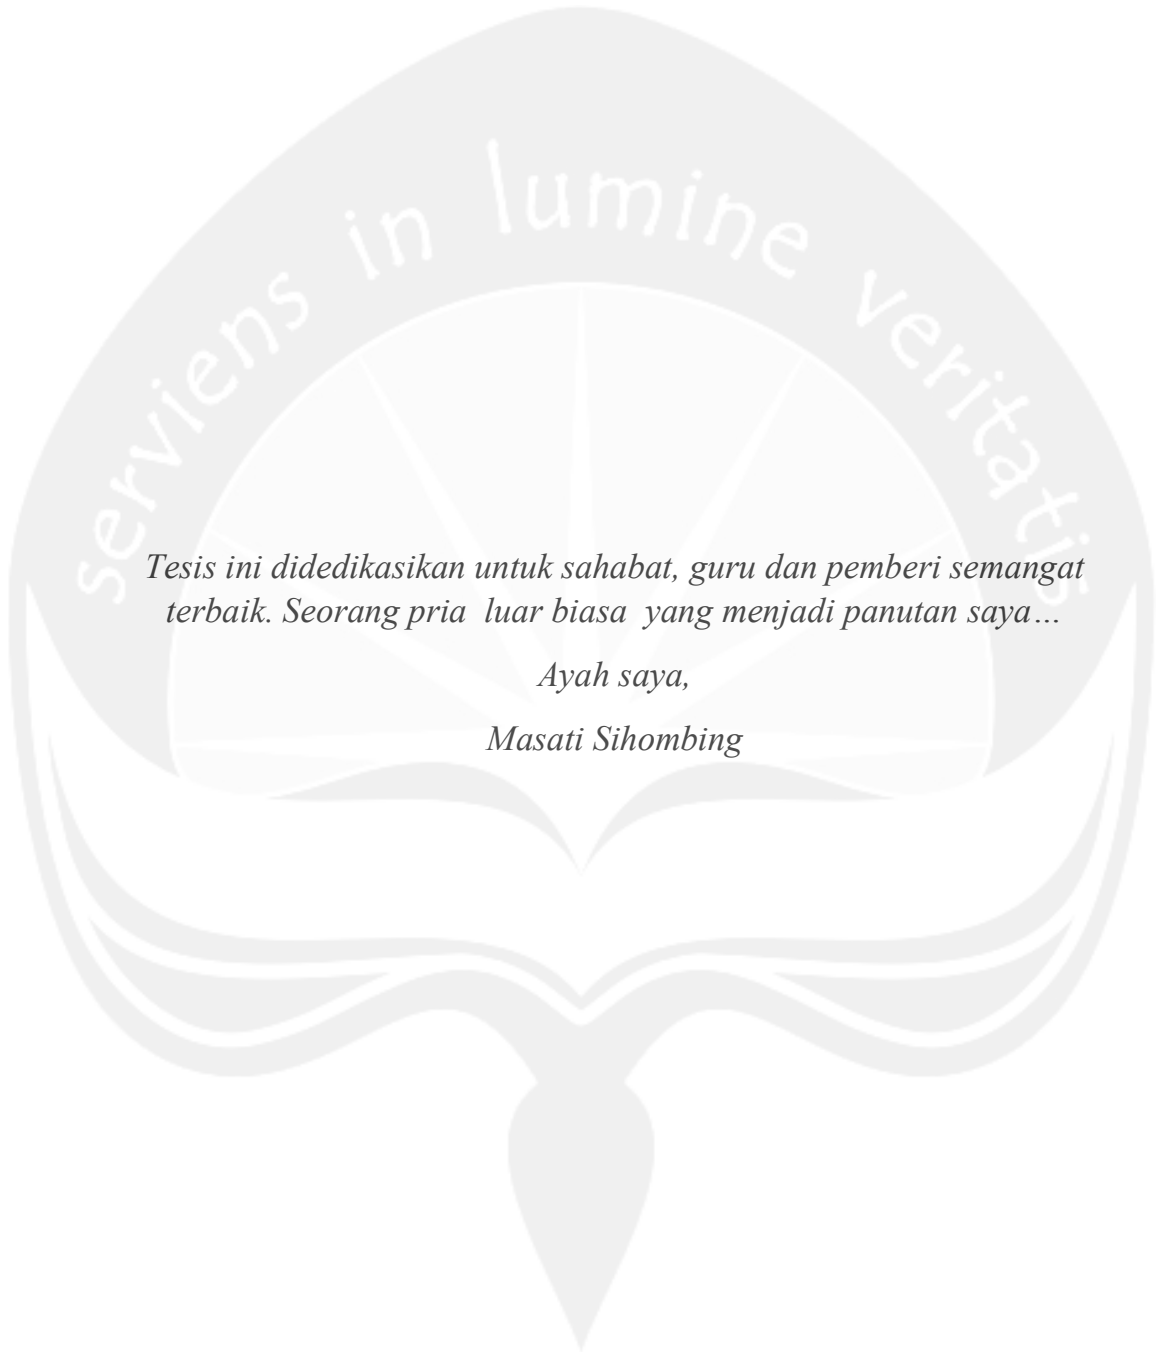 serviens in lumine veritatis
Tesis ini didedikasikan untuk sahabat, guru dan pemberi semangat
terbaik. Seorang pria luar biasa yang menjadi panutan saya…
Ayah saya,
Masati Sihombing